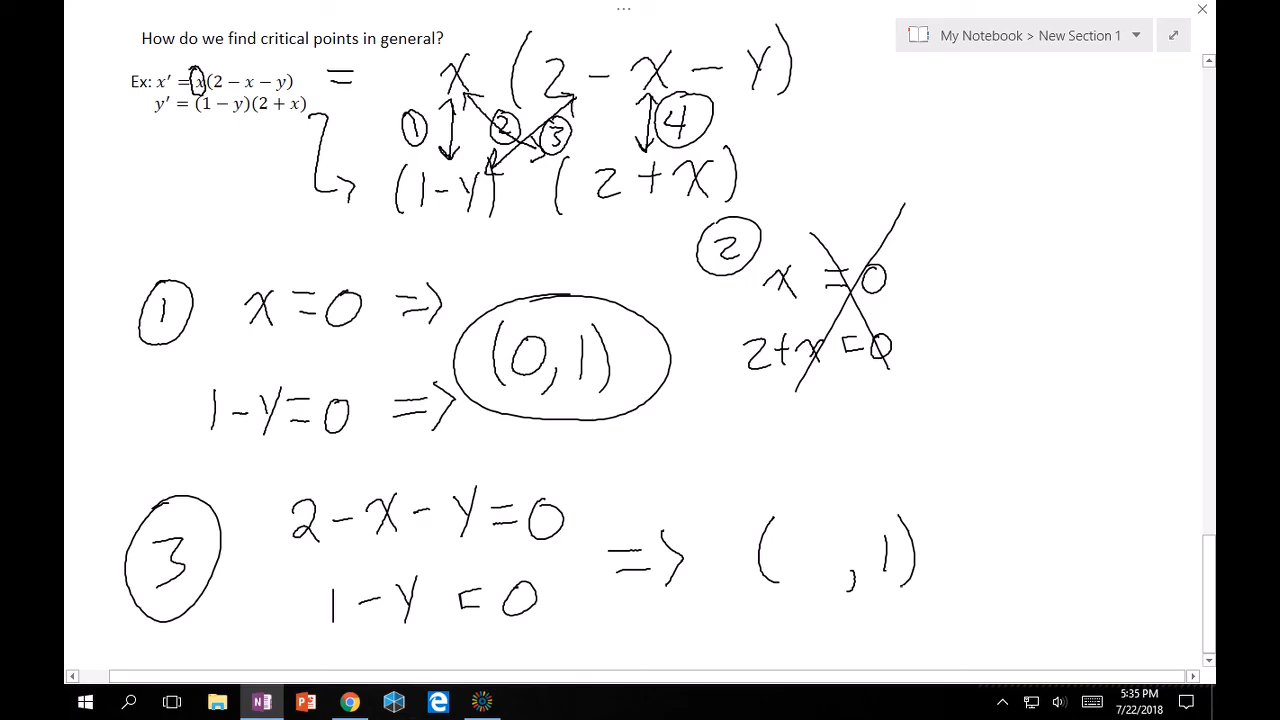 How do we find critical points in general?
My Notebook > New Section 1
Ex: x′ = x(2 − x − y) = x (2 − x − y)
y′ = (1 − y)(2 + x)
① ② ③ ④
(1−y) (2+x)
② x = 0
2+x = 0
① x = 0 ⇒
(0,1)
1−y=0 ⇒
③ 2−x−y=0
⇒ ( ,1)
1−y = 0
5:35 PM
7/22/2018